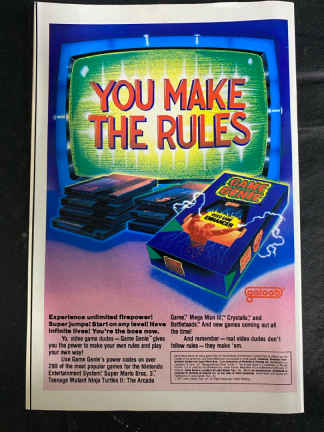 YOU MAKE
THE RULES
GAME
GENIE
galoob
Experience unlimited firepower!
Super jumps! Start on any level! Have
infinite lives! You're the boss now.
Yo, video game dudes — Game Genie™ gives
you the power to make your own rules and play
your own way!
Use Game Genie's power codes on over
200 of the most popular games for the Nintendo
Entertainment System! Super Mario Bros. 3,™
Teenage Mutant Ninja Turtles II: The Arcade
Game,™ Mega Man III,™ Crystalis,™ and
Battletoads.™ And new games coming out all
the time!
And remember — real video dudes don't
follow rules — they make 'em.